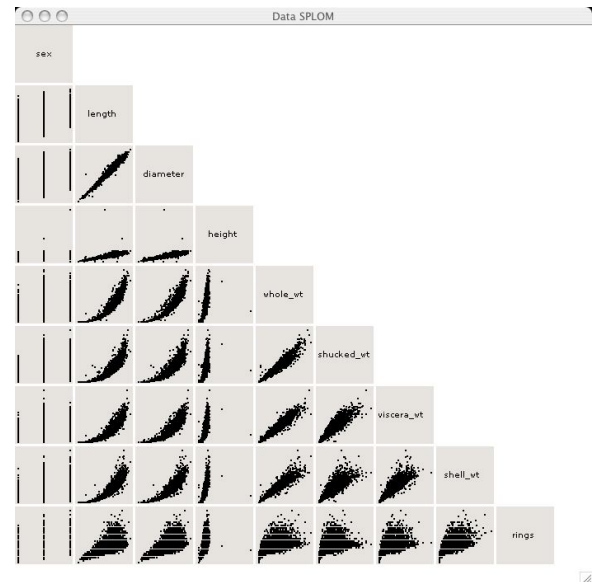 Data SPLOM
sex
length
diameter
height
whole_wt
shucked_wt
viscera_wt
shell_wt
rings